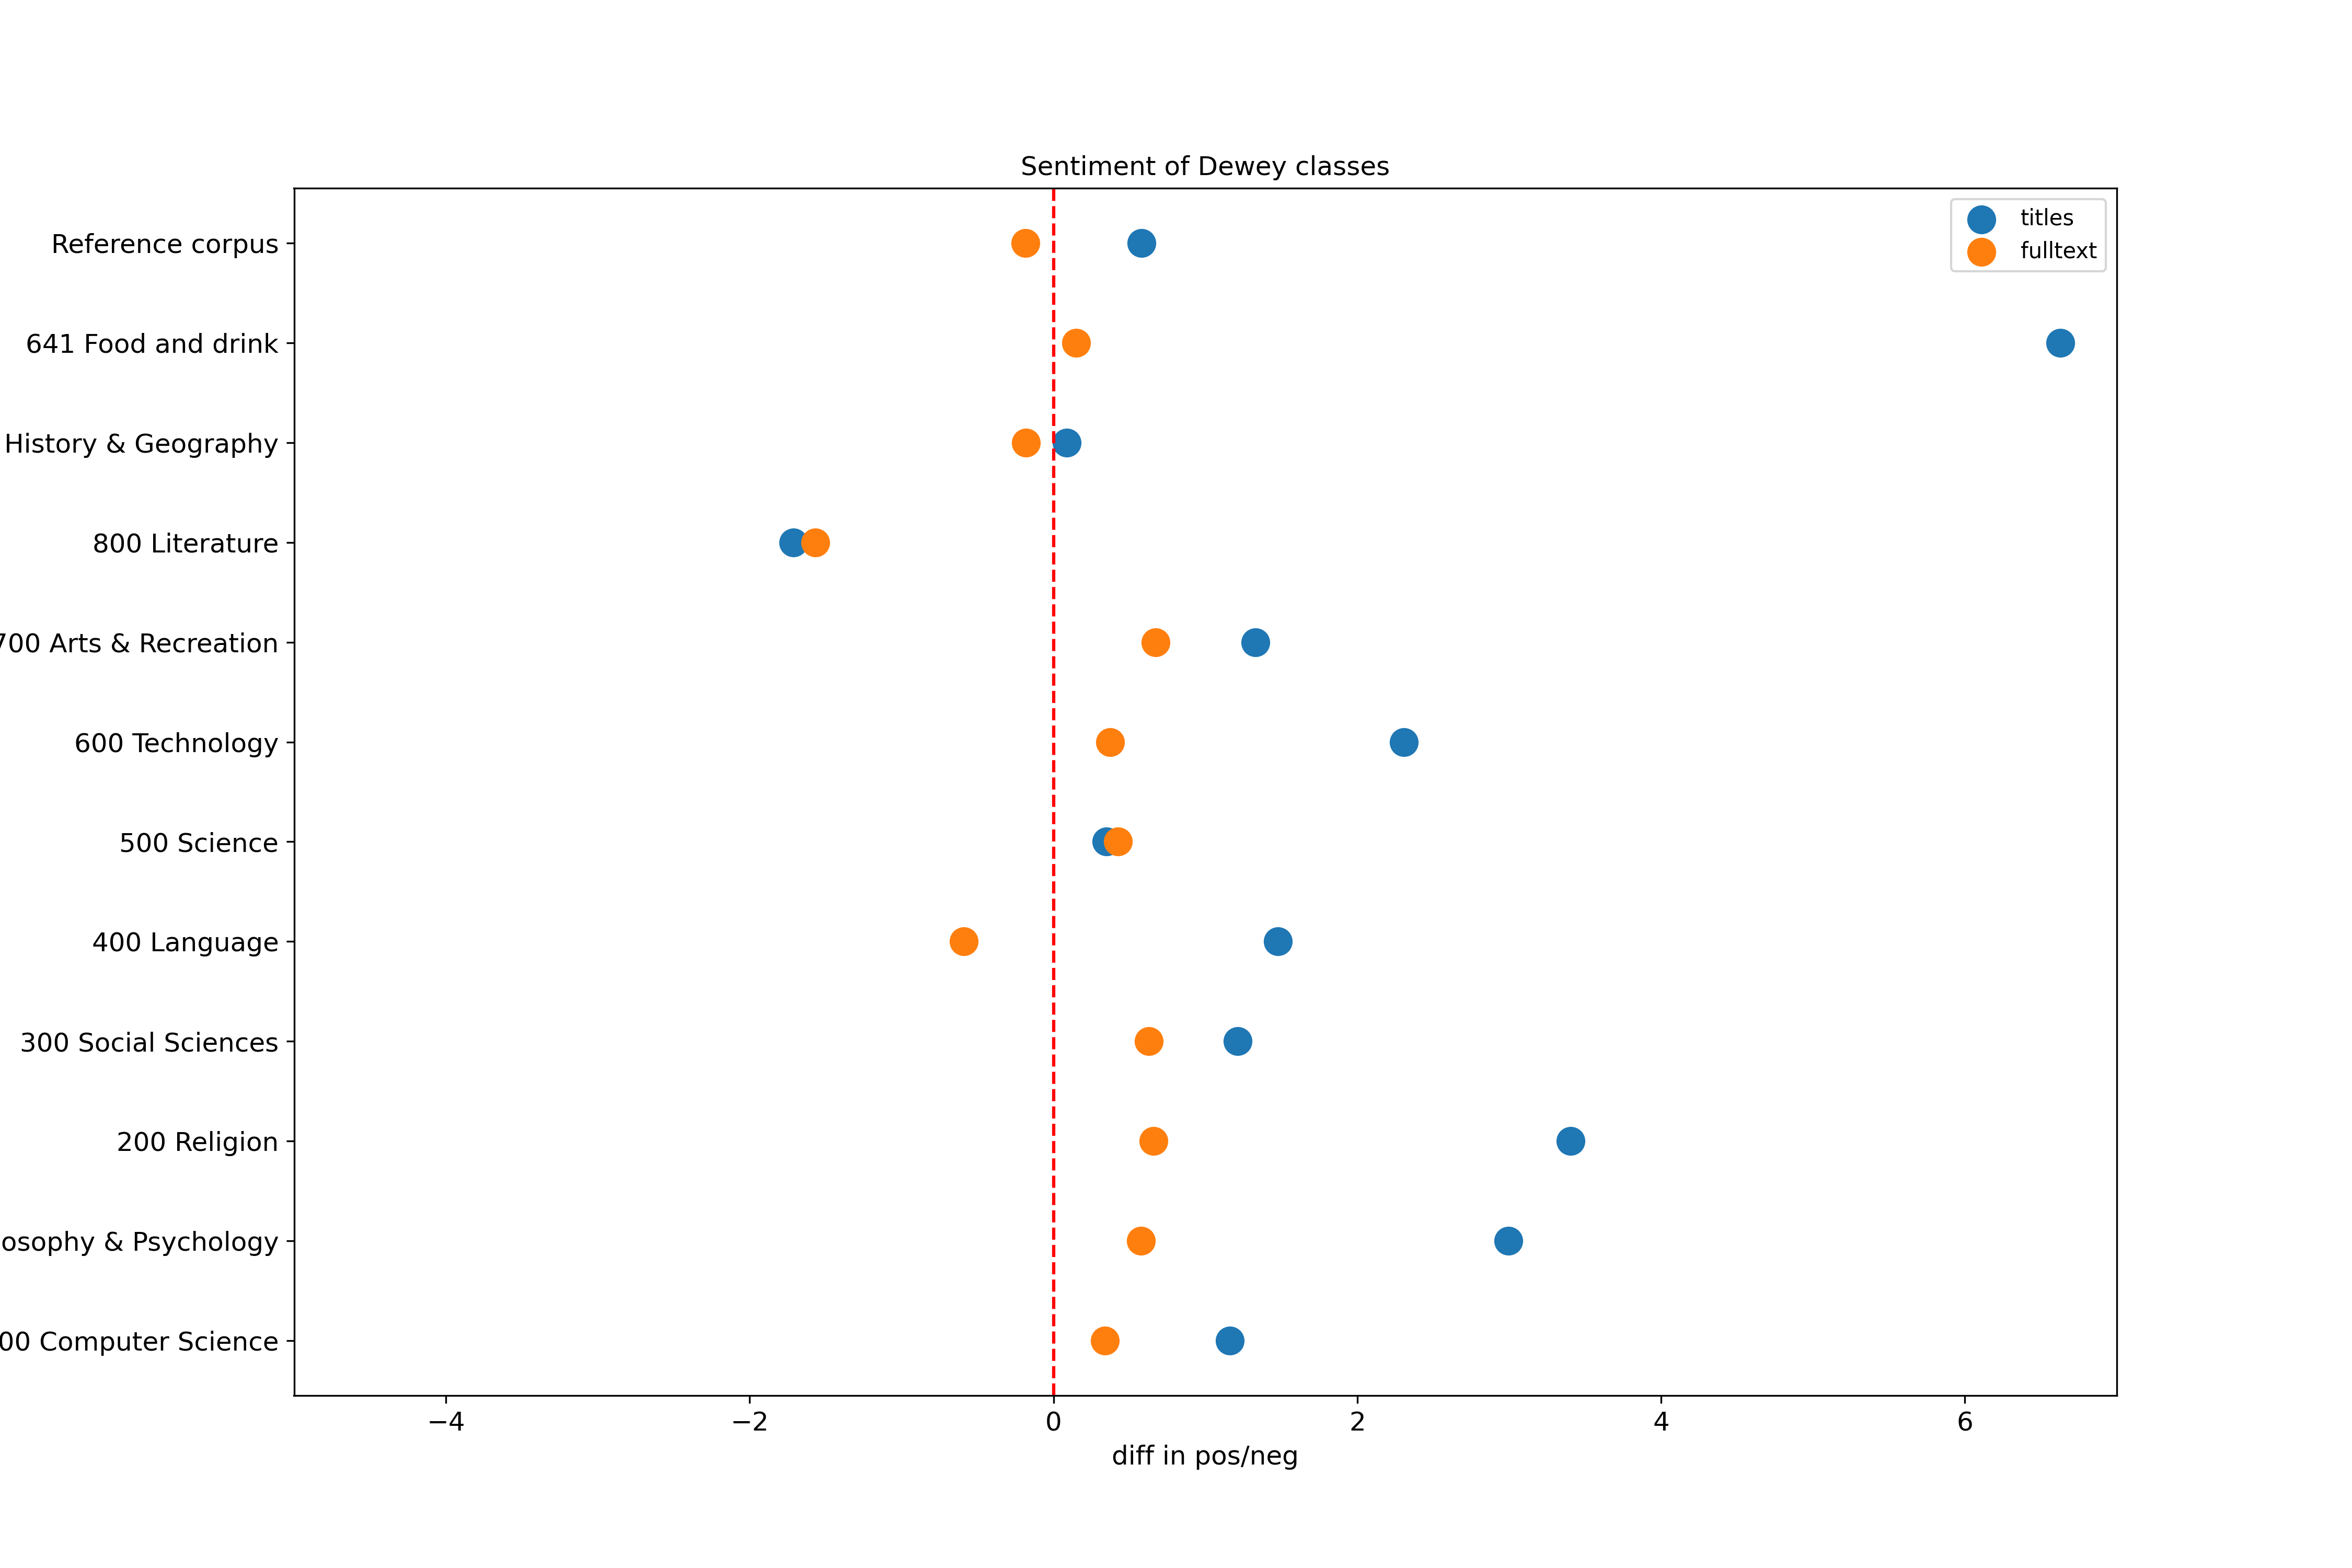 Sentiment of Dewey classes
titles
fulltext
Reference corpus
641 Food and drink
History & Geography
800 Literature
700 Arts & Recreation
600 Technology
500 Science
400 Language
300 Social Sciences
200 Religion
osophy & Psychology
00 Computer Science
−4 −2 0 2 4 6
diff in pos/neg